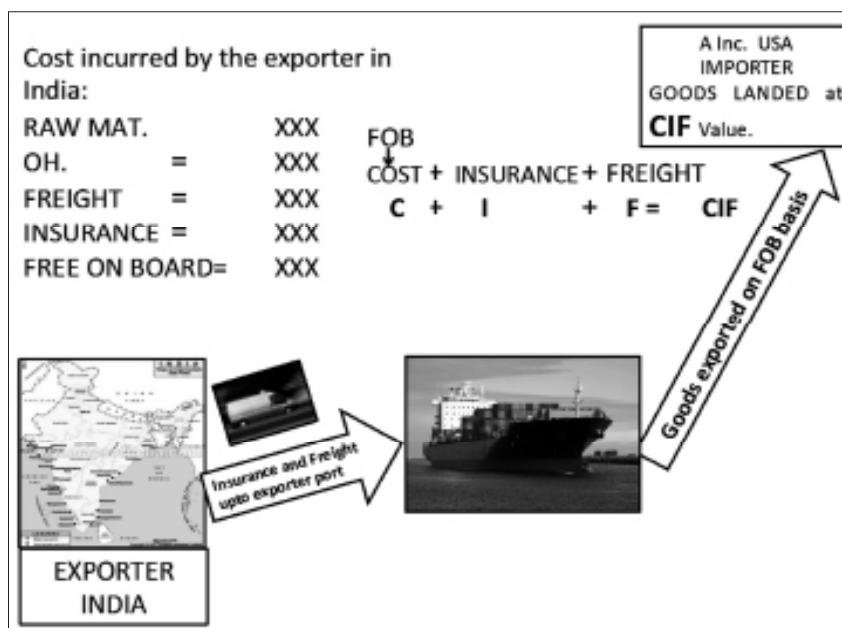 Cost incurred by the exporter in
India:
RAW MAT. XXX
OH. = XXX
FREIGHT = XXX
INSURANCE = XXX
FREE ON BOARD= XXX
FOB
COST + INSURANCE + FREIGHT
C + I + F = CIF
A Inc. USA
IMPORTER
GOODS LANDED at
CIF Value.
Goods exported on FOB basis
Insurance and Freight
upto exporter port
INDIA
EXPORTER
INDIA